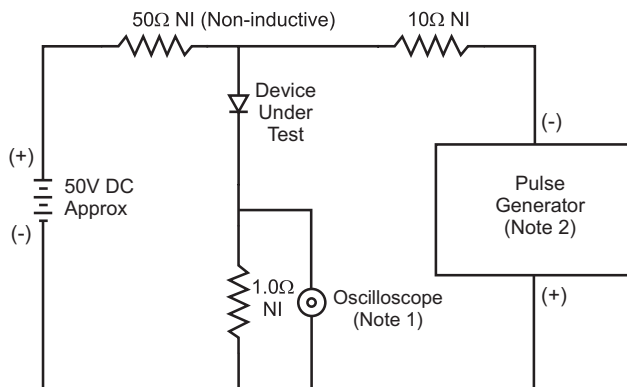 50Ω NI (Non-inductive)
10Ω NI
Device
Under
Test
(-)
(+)
50V DC
Approx
(-)
Pulse
Generator
(Note 2)
1.0Ω
NI
Oscilloscope
(Note 1)
(+)